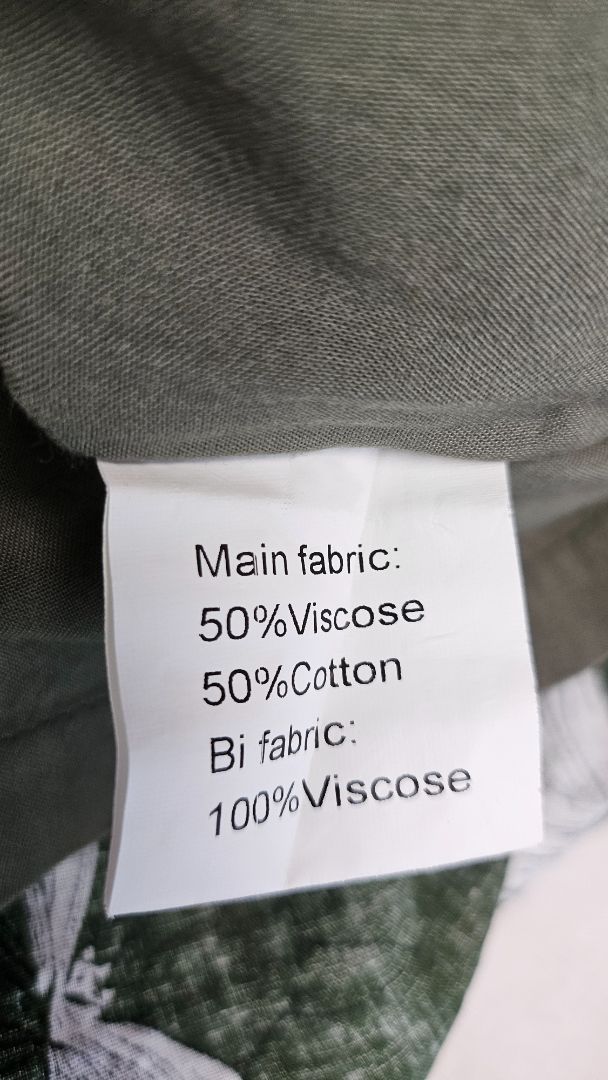 Main fabric:
50%Viscose
50%Cotton
Bi fabric:
100%Viscose